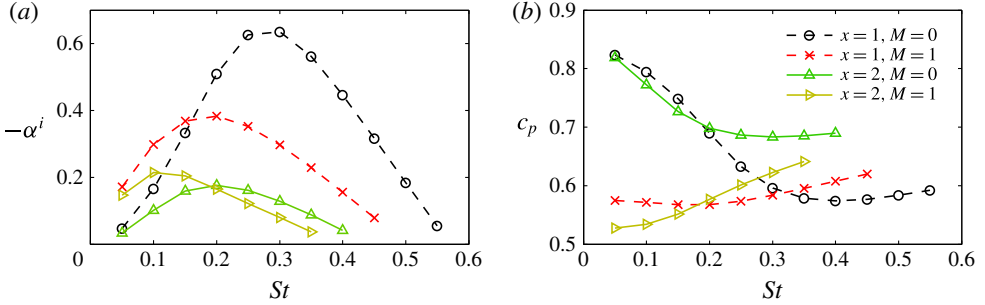 (a)
0.6
0.4
0.2
0
−αⁱ
0.1 0.2 0.3 0.4 0.5 0.6
St
(b)
0.9
0.8
0.7
0.6
0.5
c_p
x = 1, M = 0
x = 1, M = 1
x = 2, M = 0
x = 2, M = 1
0 0.1 0.2 0.3 0.4 0.5 0.6
St